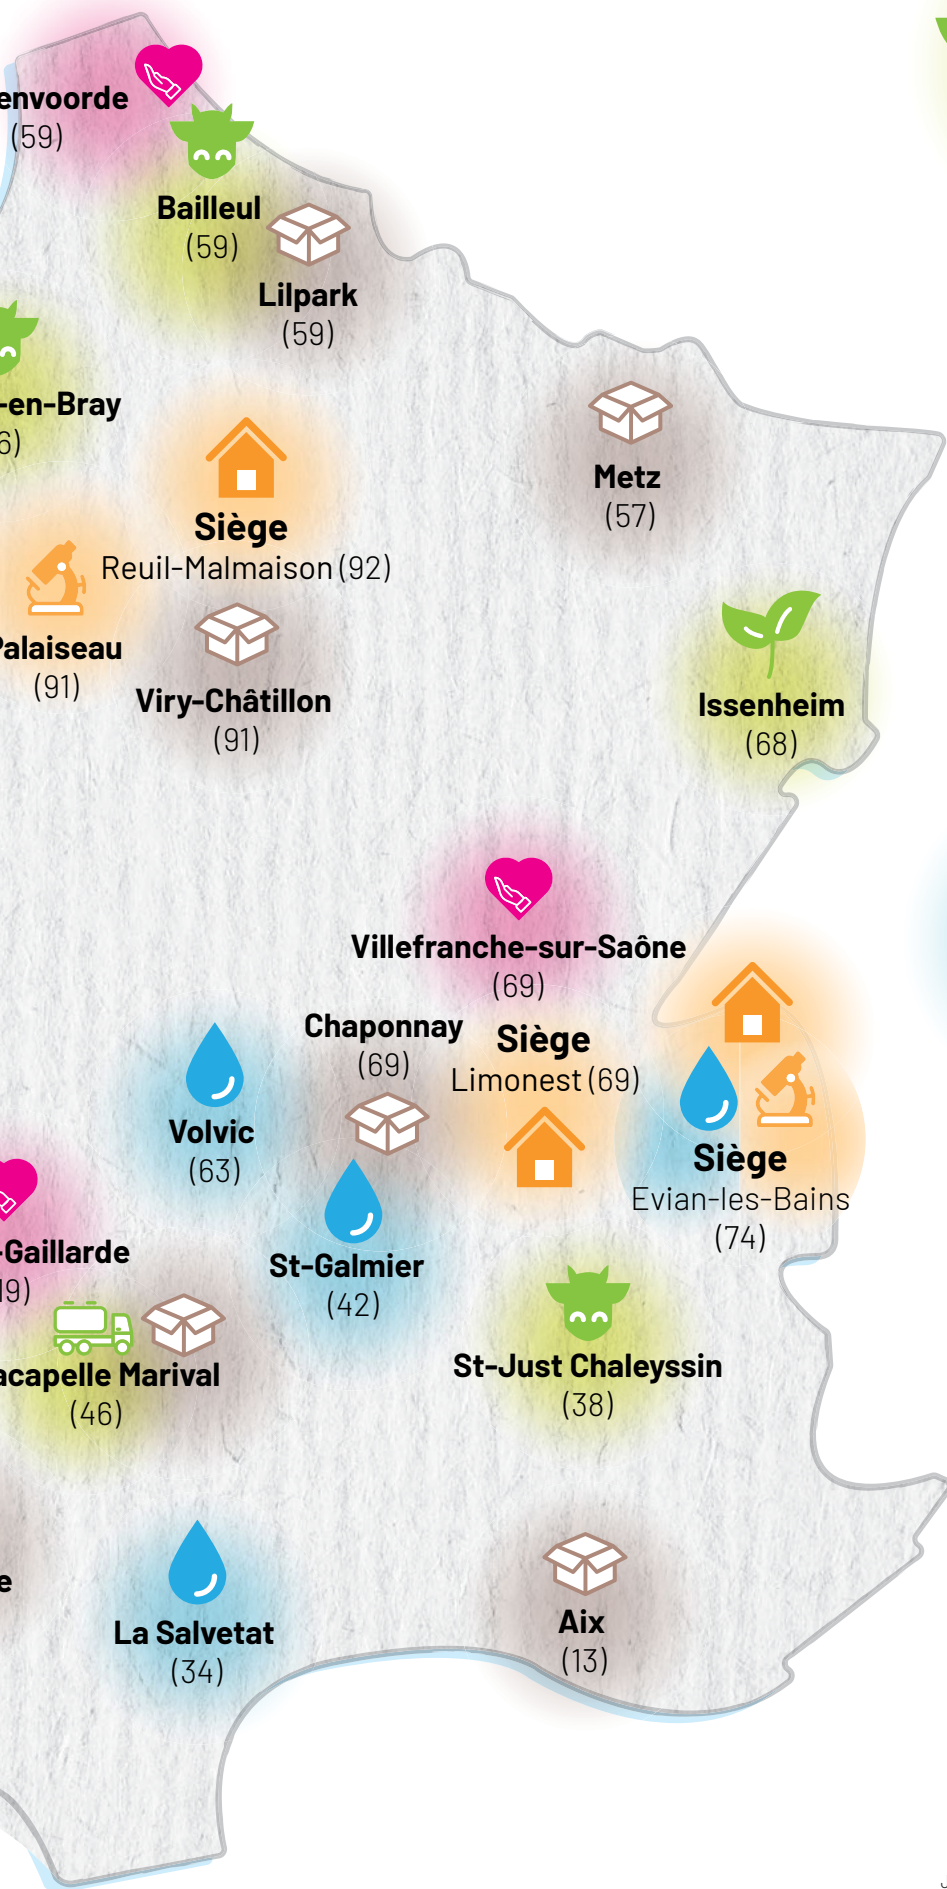 envoorde
(59)
Bailleul
(59)
Lilpark
(59)
-en-Bray
6)
Siège
Reuil-Malmaison (92)
Metz
(57)
Palaiseau
(91)
Viry-Châtillon
(91)
Issenheim
(68)
Villefranche-sur-Saône
(69)
Chaponnay
(69)
Siège
Limonest (69)
Volvic
(63)
Siège
Evian-les-Bains
(74)
-Gaillarde
19)
St-Galmier
(42)
acapelle Marival
(46)
St-Just Chaleyssin
(38)
e
La Salvetat
(34)
Aix
(13)